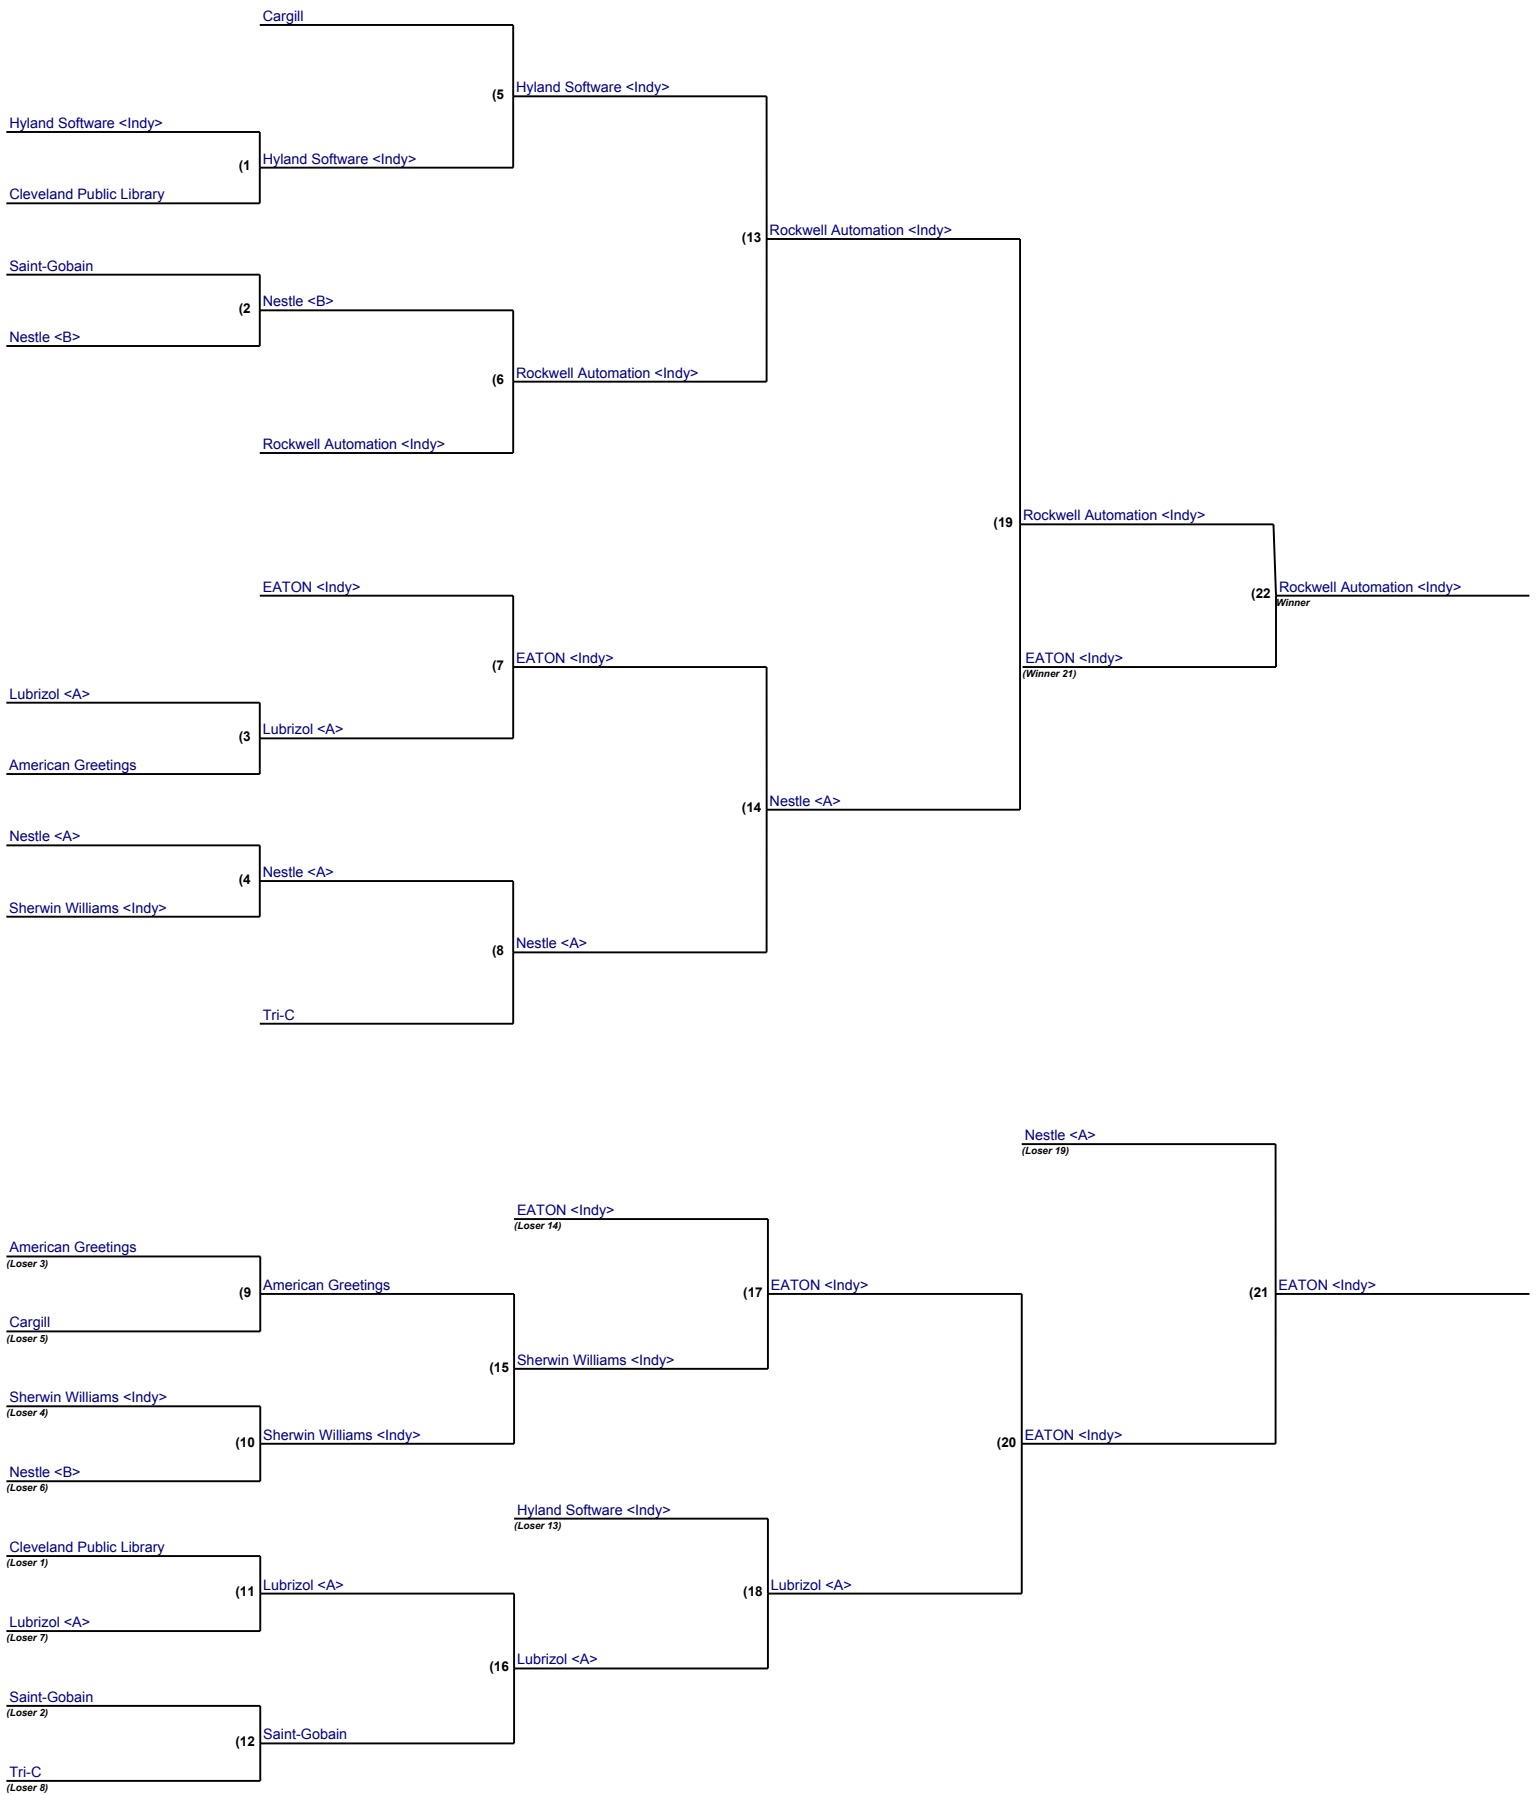 Cargill
(5 Hyland Software <Indy>
Hyland Software <Indy>
(1 Hyland Software <Indy>
Cleveland Public Library
(13 Rockwell Automation <Indy>
Saint-Gobain
(2 Nestle <B>
Nestle <B>
(6 Rockwell Automation <Indy>
Rockwell Automation <Indy>
(19 Rockwell Automation <Indy>
EATON <Indy>
(22 Rockwell Automation <Indy>
Winner
(7 EATON <Indy>
EATON <Indy>
(Winner 21)
Lubrizol <A>
(3 Lubrizol <A>
American Greetings
(14 Nestle <A>
Nestle <A>
(4 Nestle <A>
Sherwin Williams <Indy>
(8 Nestle <A>
Tri-C
Nestle <A>
(Loser 19)
EATON <Indy>
(Loser 14)
American Greetings
(Loser 3)
(9 American Greetings
(17 EATON <Indy>
(21 EATON <Indy>
Cargill
(Loser 5)
(15 Sherwin Williams <Indy>
Sherwin Williams <Indy>
(Loser 4)
(10 Sherwin Williams <Indy>
(20 EATON <Indy>
Nestle <B>
(Loser 6)
Hyland Software <Indy>
(Loser 13)
Cleveland Public Library
(Loser 1)
(11 Lubrizol <A>
(18 Lubrizol <A>
Lubrizol <A>
(Loser 7)
(16 Lubrizol <A>
Saint-Gobain
(Loser 2)
(12 Saint-Gobain
Tri-C
(Loser 8)